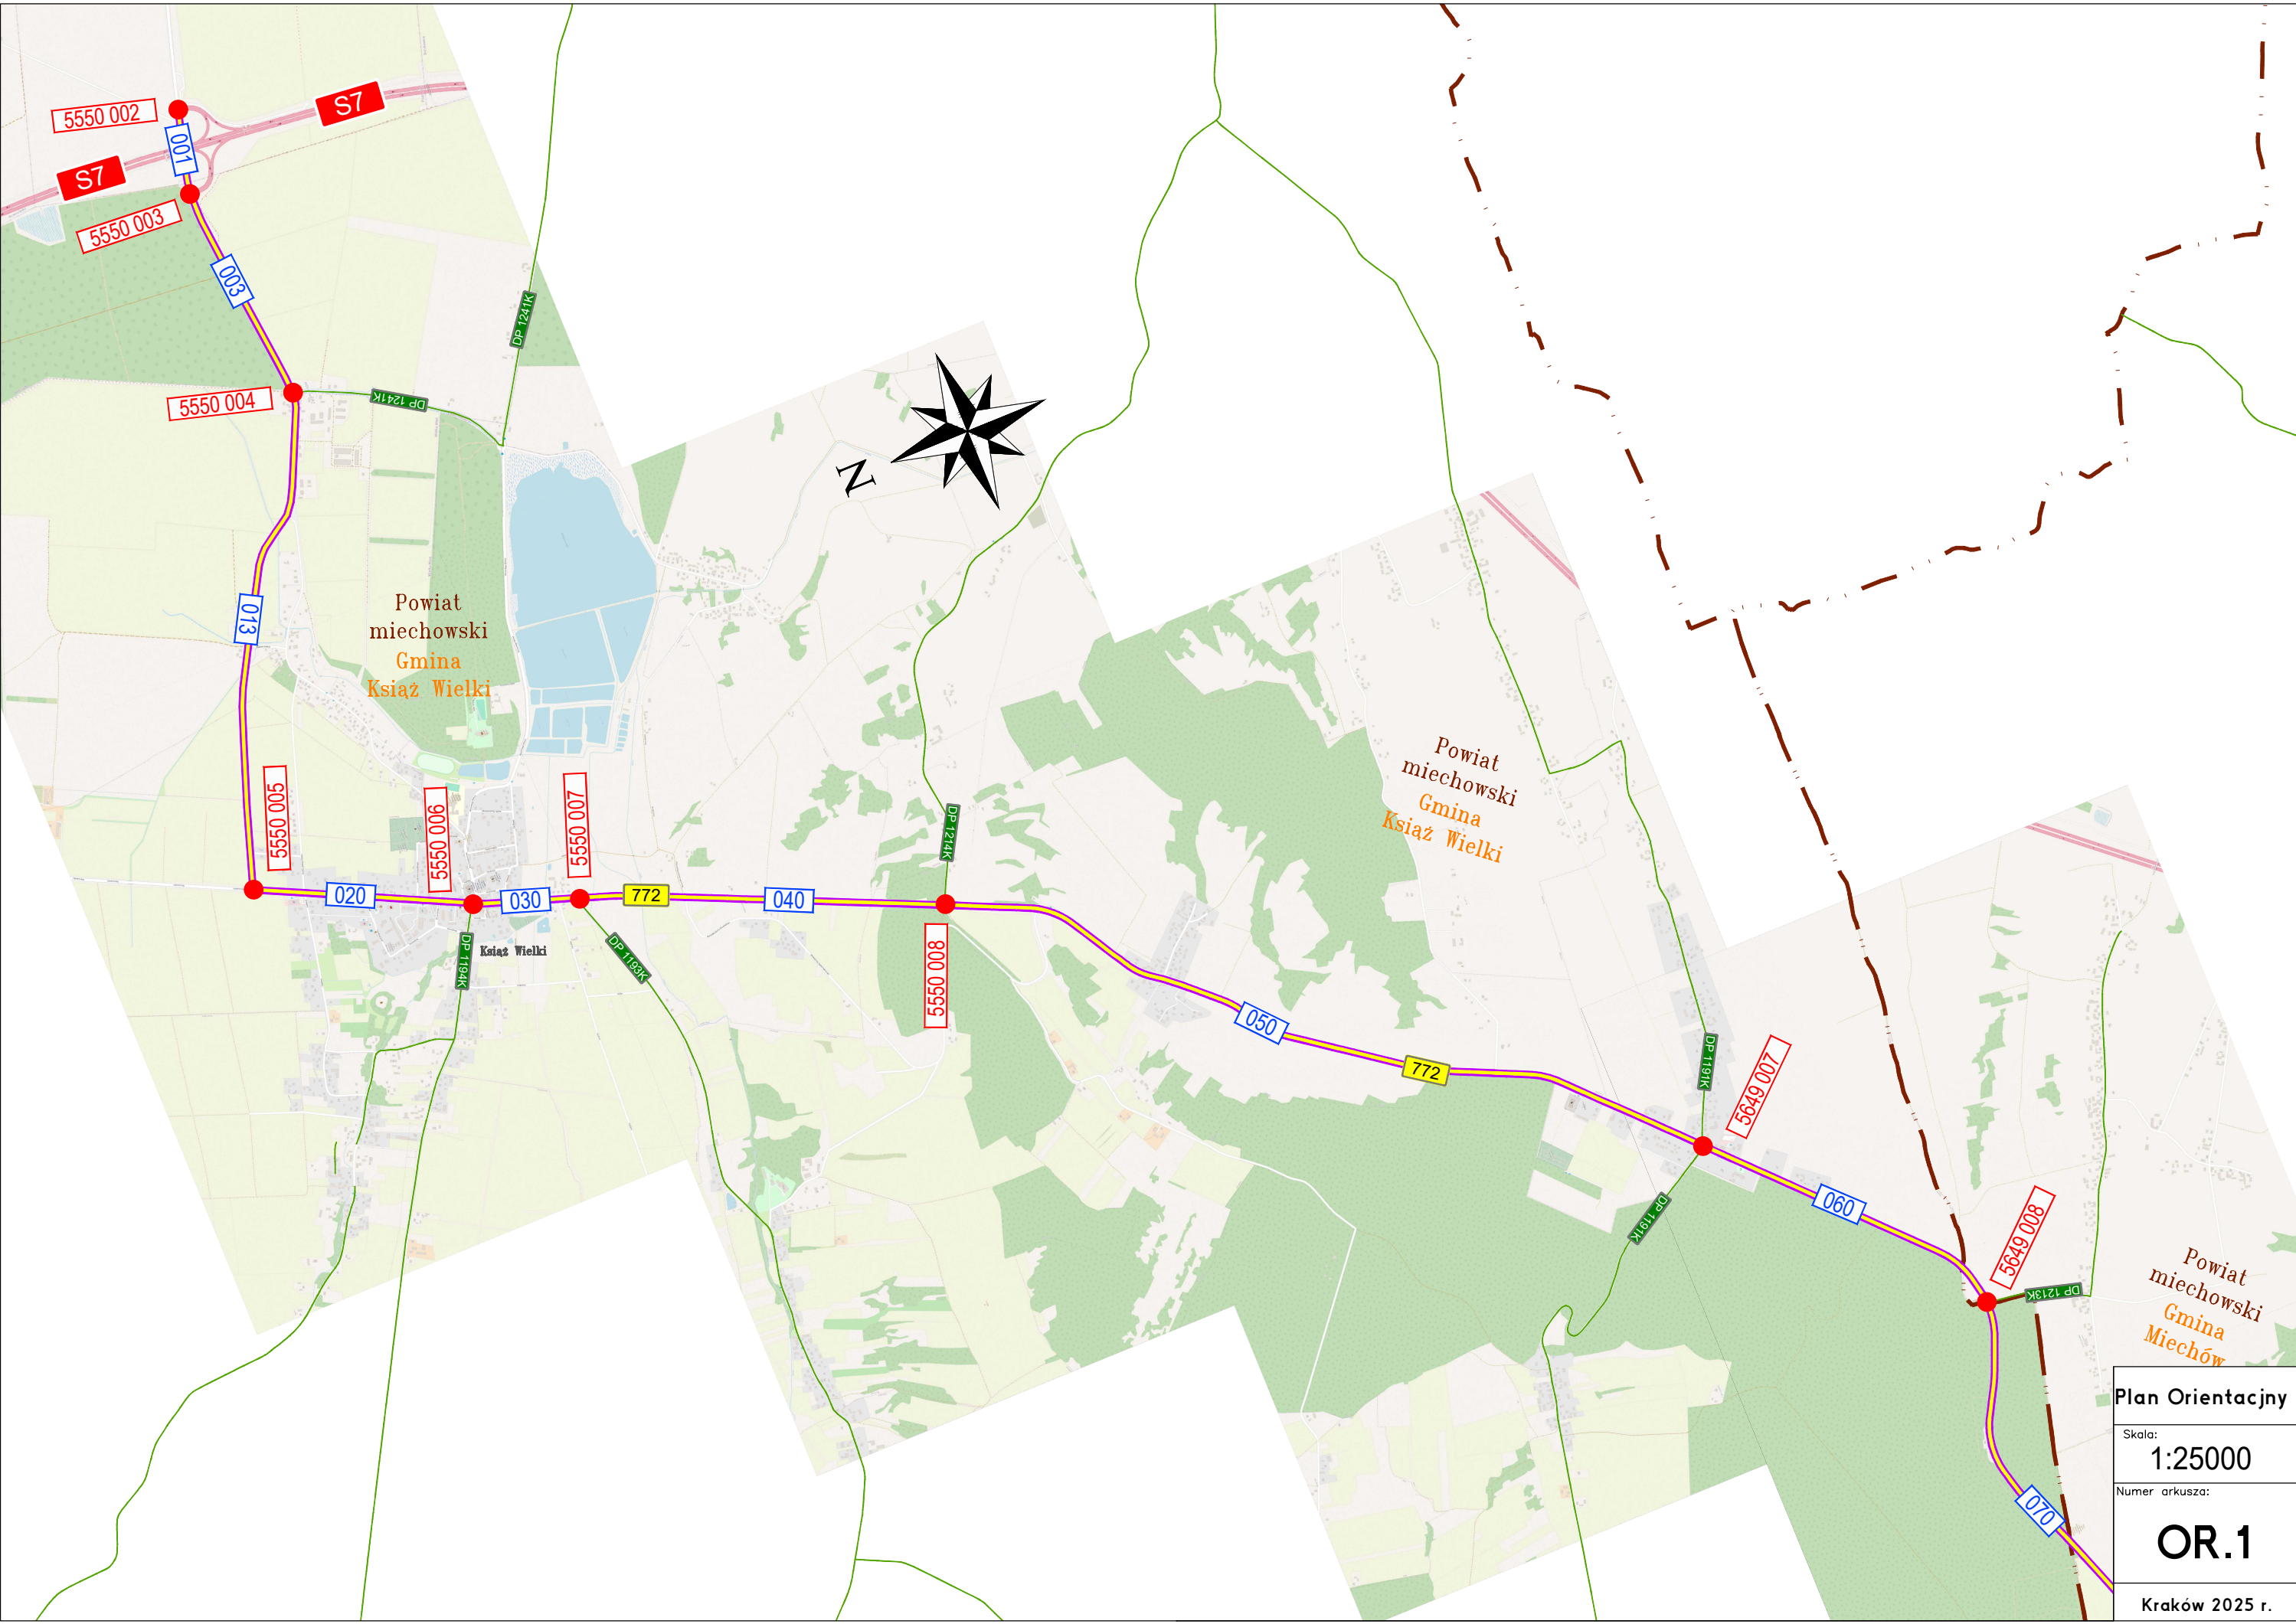 S7
5550 002
001
S7
5550 003
003
DP 1241K
5550 004
DP 1241K
N
013
Powiat
miechowski
Gmina
Książ Wielki
Powiat
miechowski
Gmina
Książ Wielki
5550 005
5550 006
5550 007
DP 1214K
020
030
772
040
DP 1194K
Książ Wielki
DP 1193K
5550 008
050
772
DP 1191K
5649 007
DP 1191K
060
5649 008
DP 1213K
Powiat
miechowski
Gmina
Miechów
070
Plan Orientacjny
Skala:
1:25000
Numer arkusza:
OR.1
Kraków 2025 r.